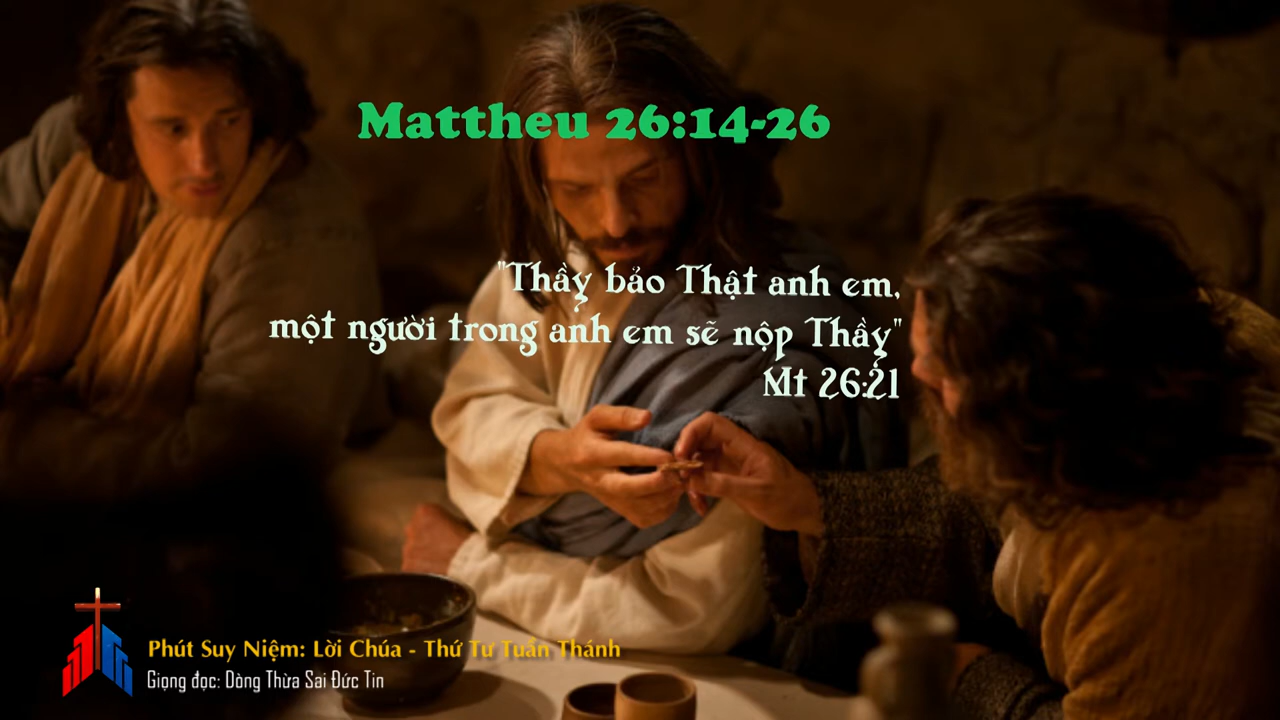 Mattheu 26:14-26
"Thầy bảo Thật anh em,
một người trong anh em sẽ nộp Thầy"
Mt 26:21
Phút Suy Niệm: Lời Chúa - Thứ Tư Tuần Thánh
Giọng đọc: Dòng Thừa Sai Đức Tin